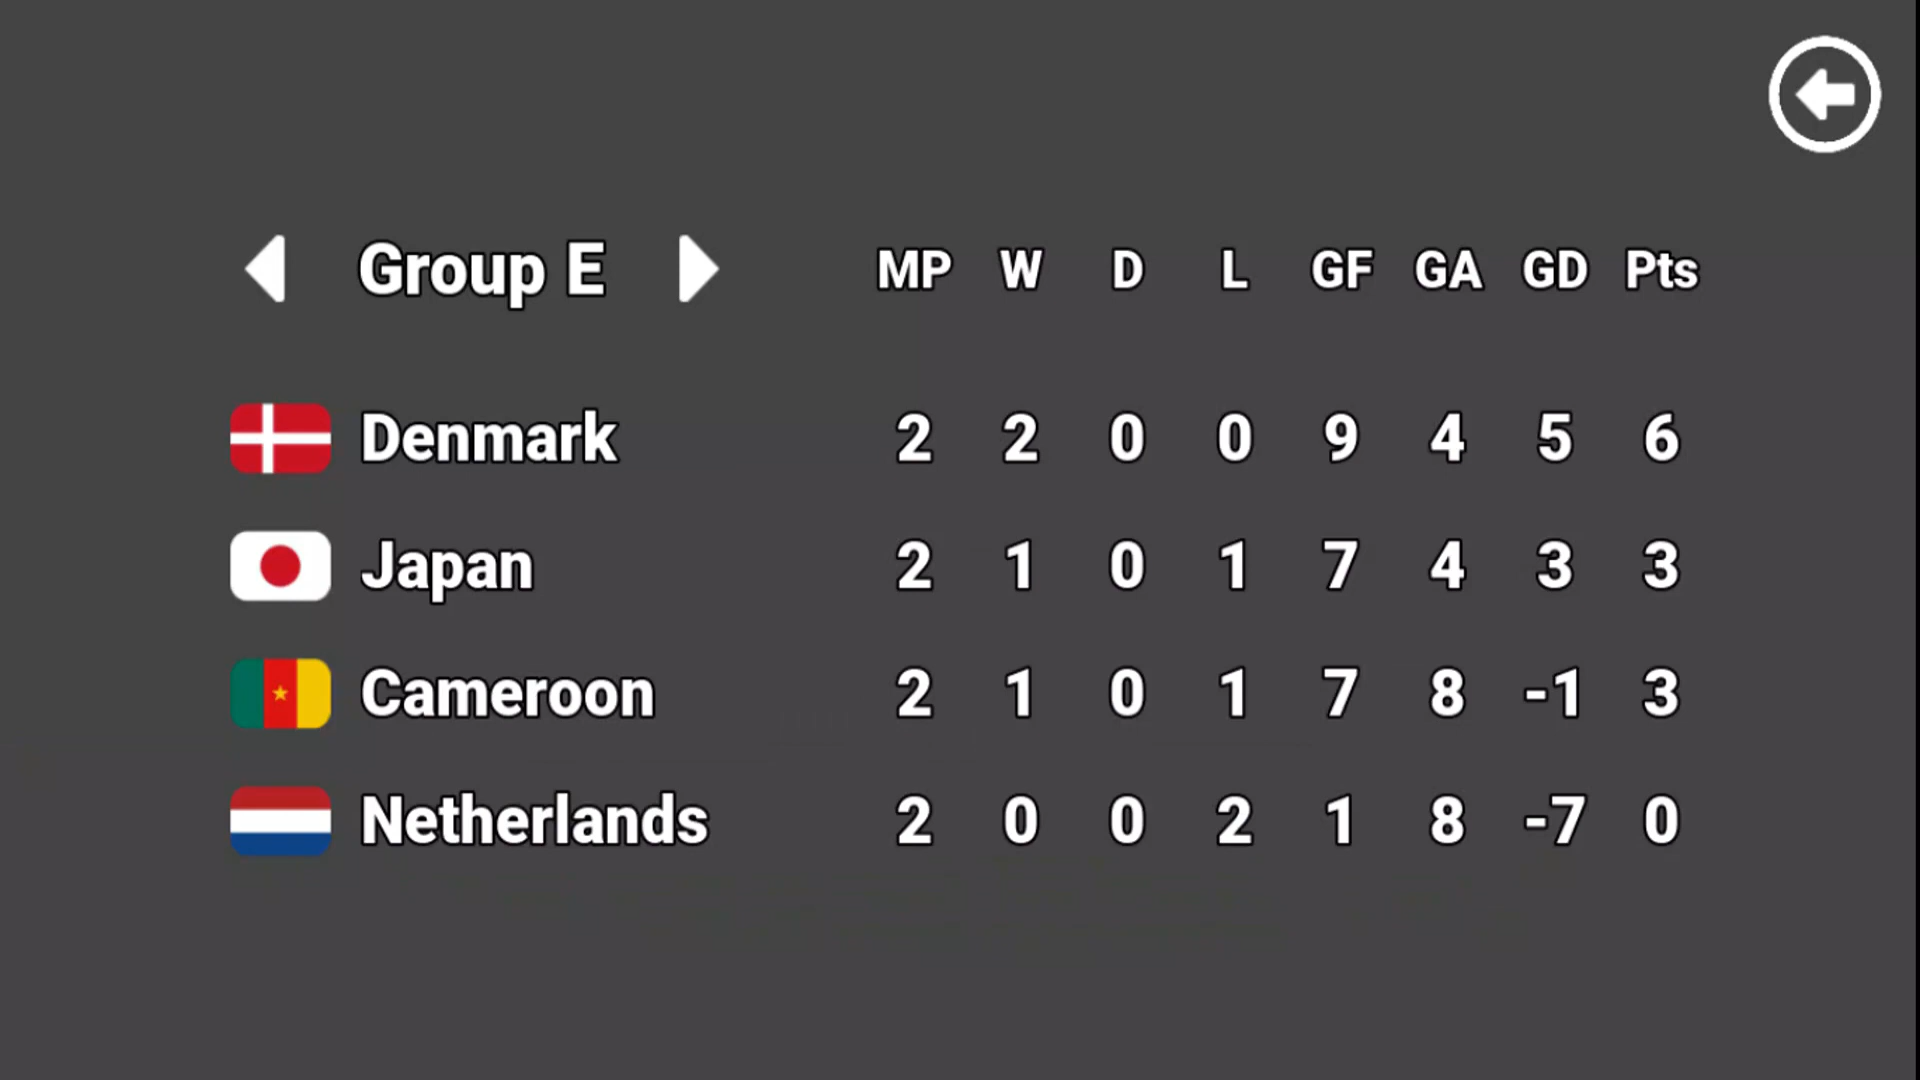 Group E MP W D L GF GA GD Pts
Denmark 2 2 0 0 9 4 5 6
Japan 2 1 0 1 7 4 3 3
Cameroon 2 1 0 1 7 8 -1 3
Netherlands 2 0 0 2 1 8 -7 0